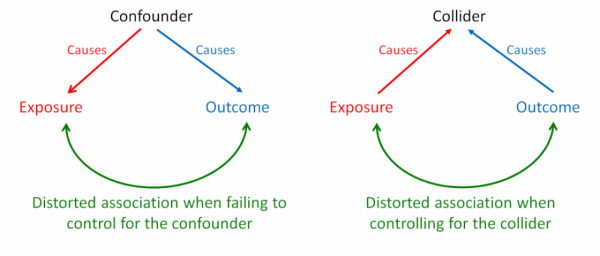 Confounder
Causes
Causes
Exposure
Outcome
Distorted association when failing to
control for the confounder
Collider
Causes
Causes
Exposure
Outcome
Distorted association when
controlling for the collider